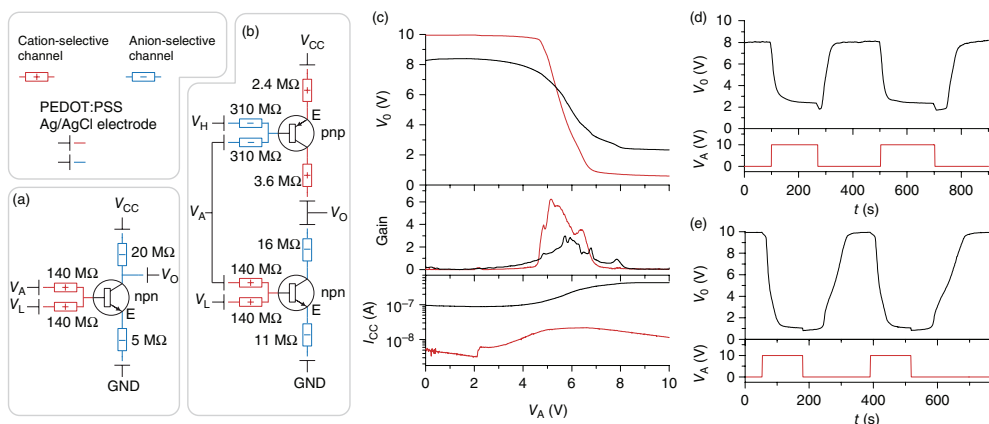 Cation-selective
channel
+
Anion-selective
channel
−
PEDOT:PSS
Ag/AgCl electrode
(a)
VCC
20 MΩ
−
VO
140 MΩ
VA
+
VL
+
140 MΩ
npn
E
5 MΩ
−
GND
(b)
VCC
2.4 MΩ
+
E
310 MΩ
VH
−
−
310 MΩ
pnp
3.6 MΩ
+
VA
VO
16 MΩ
−
140 MΩ
+
VL
+
140 MΩ
npn
E
11 MΩ
−
GND
(c)
10
8
6
4
2
0
V0 (V)
6
4
2
0
Gain
10−7
10−8
ICC (A)
0 2 4 6 8 10
VA (V)
(d)
t (s)
0 200 400 600 800
10
8
6
4
2
0
V0 (V)
10
0
VA (V)
0 200 400 600 800
t (s)
(e)
10
8
6
4
2
0
V0 (V)
10
0
VA (V)
0 200 400 600
t (s)